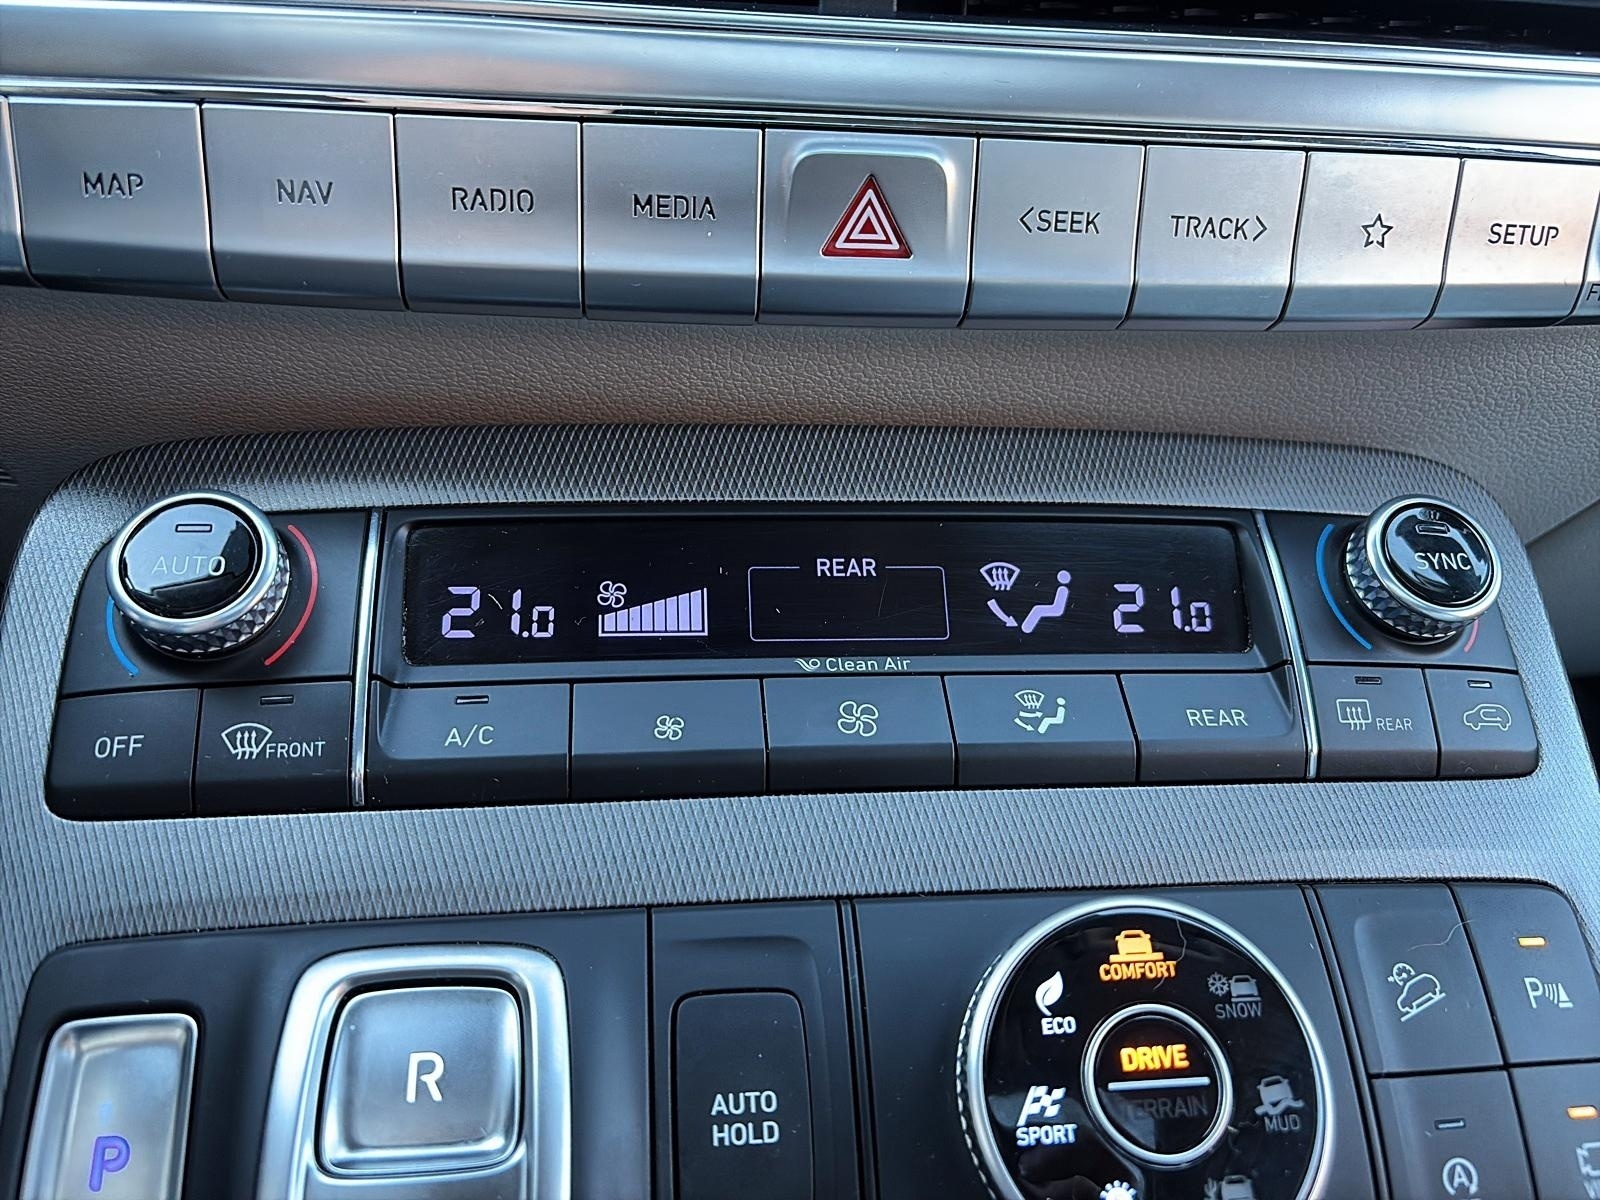 MAP
NAV
RADIO
MEDIA
<SEEK
TRACK>
SETUP
AUTO
21.0
REAR
21.0
SYNC
Clean Air
OFF
FRONT
A/C
REAR
REAR
P
R
AUTO
HOLD
COMFORT
ECO
SNOW
DRIVE
TERRAIN
SPORT
MUD
P
A